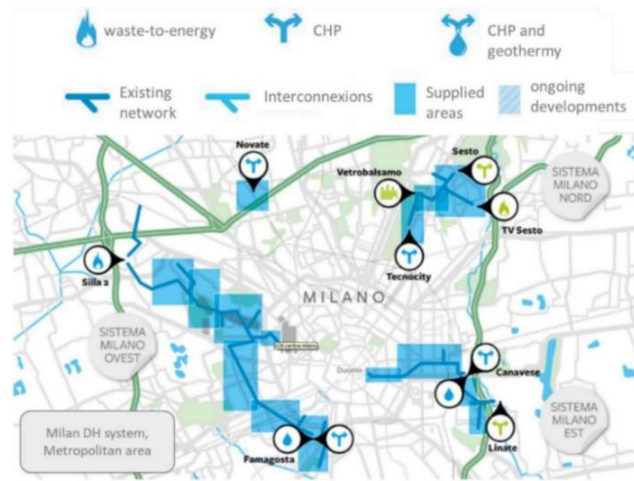 waste-to-energy
CHP
CHP and
geothermy
Existing
network
Interconnexions
Supplied
areas
ongoing
developments
Novate
Sesto
Vetrobalsamo
SISTEMA
MILANO
NORD
TV Sesto
Tecnocity
Silla 2
MILANO
SISTEMA
MILANO
OVEST
Duomo
Canavese
SISTEMA
MILANO
EST
Milan DH system,
Metropolitan area
Famagosta
Linate